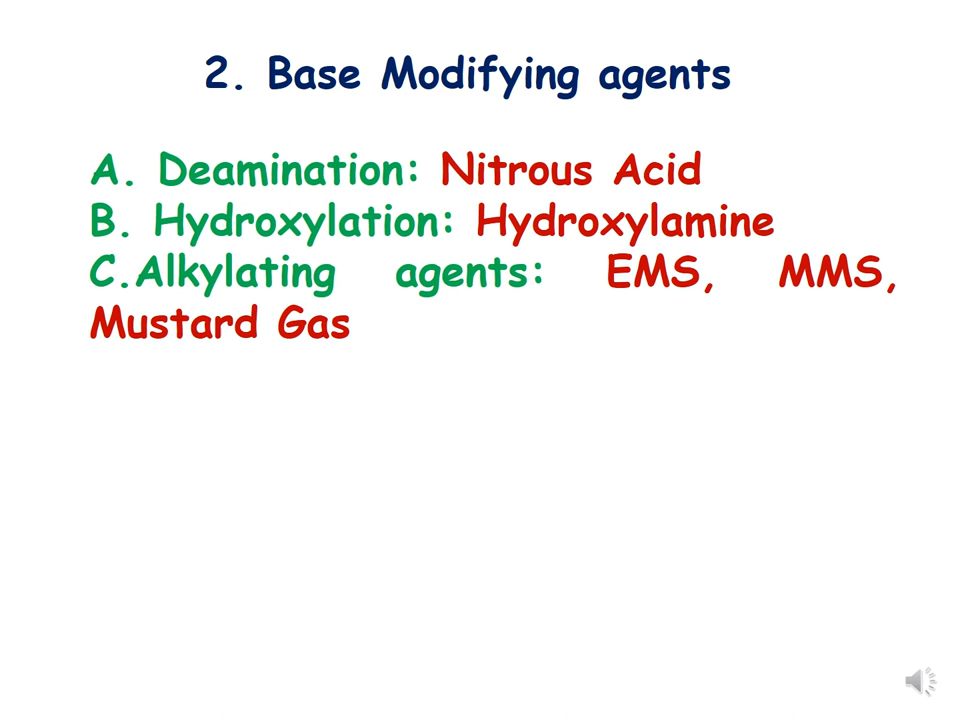 2. Base Modifying agents
A. Deamination: Nitrous Acid
B. Hydroxylation: Hydroxylamine
C.Alkylating agents: EMS, MMS,
Mustard Gas